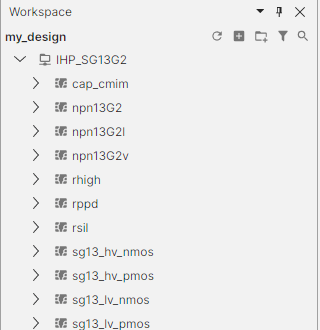 Workspace
my_design
IHP_SG13G2
cap_cmim
npn13G2
npn13G2l
npn13G2v
rhigh
rppd
rsil
sg13_hv_nmos
sg13_hv_pmos
sg13_lv_nmos
sg13_lv_pmos